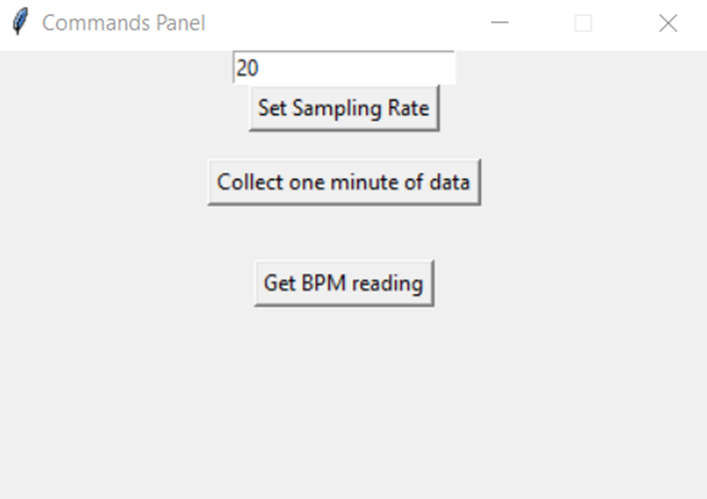 Commands Panel
20
Set Sampling Rate
Collect one minute of data
Get BPM reading